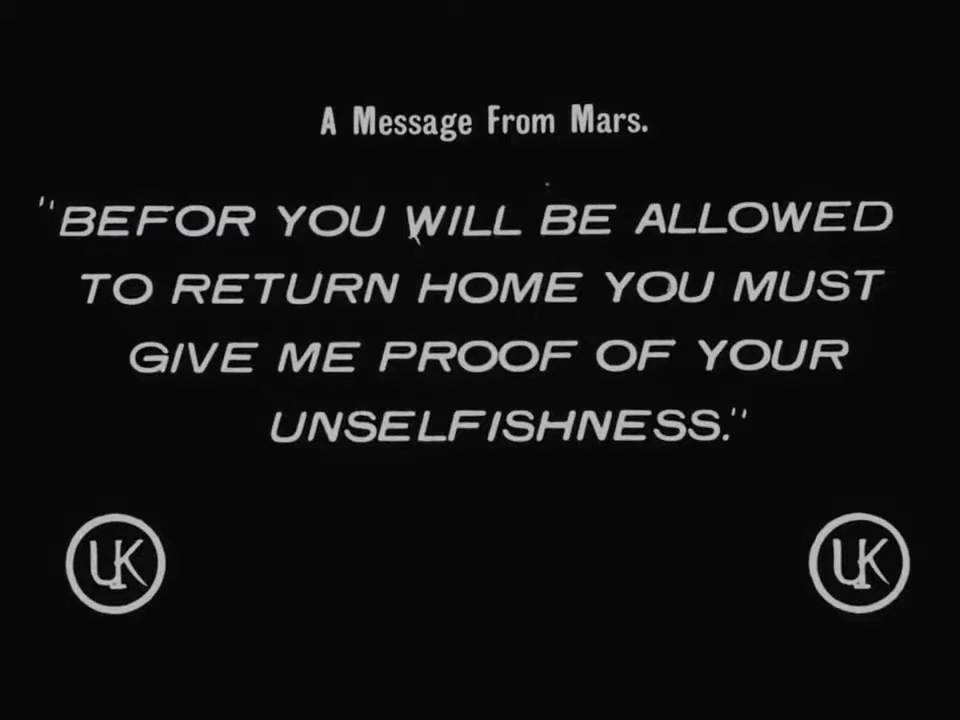 A Message From Mars.
"BEFOR YOU WILL BE ALLOWED
TO RETURN HOME YOU MUST
GIVE ME PROOF OF YOUR
UNSELFISHNESS."
UK
UK